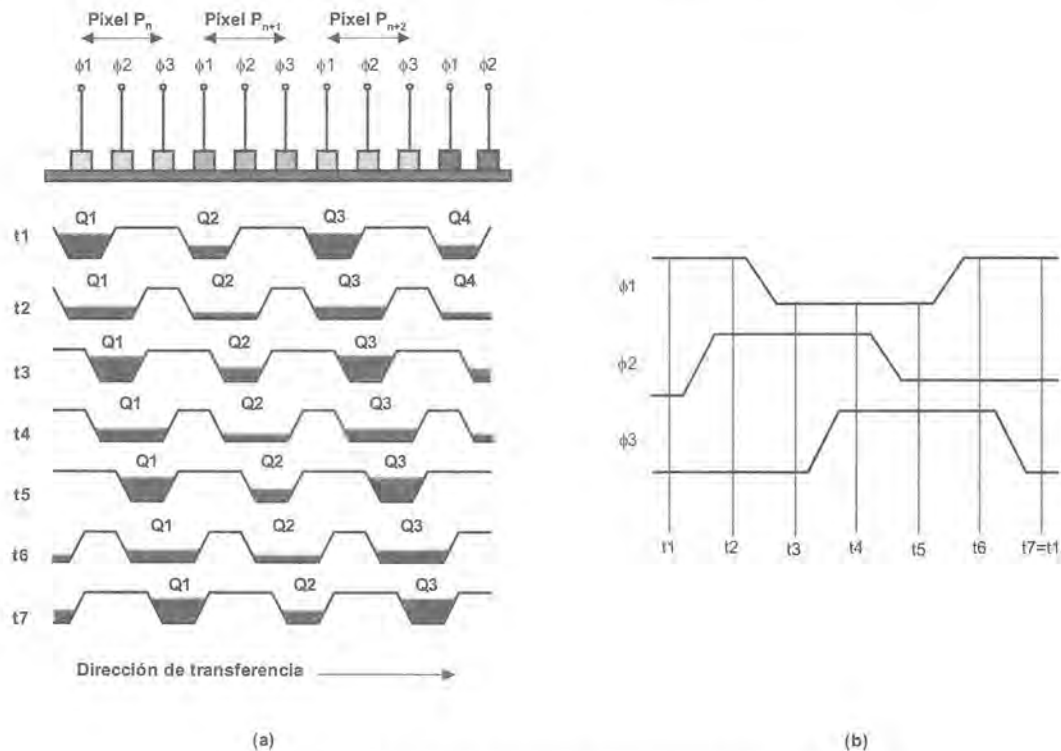 Pixel Pn Pixel Pn+1 Pixel Pn+2
ϕ1 ϕ2 ϕ3 ϕ1 ϕ2 ϕ3 ϕ1 ϕ2 ϕ3 ϕ1 ϕ2
t1 Q1 Q2 Q3 Q4
t2 Q1 Q2 Q3 Q4
t3 Q1 Q2 Q3
t4 Q1 Q2 Q3
t5 Q1 Q2 Q3
t6 Q1 Q2 Q3
t7 Q1 Q2 Q3
Dirección de transferencia
(a)
ϕ1
ϕ2
ϕ3
t1 t2 t3 t4 t5 t6 t7=t1
(b)